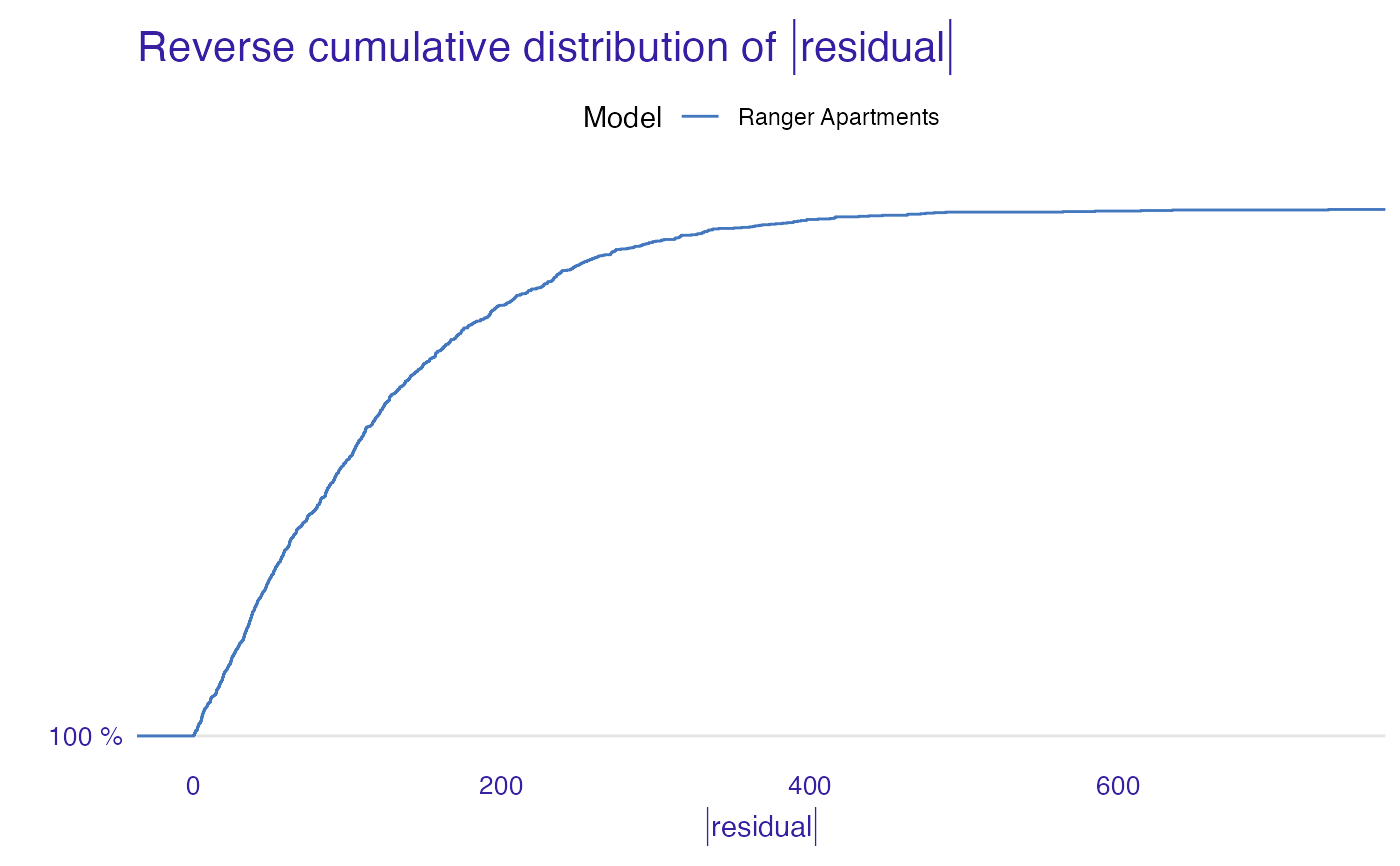 Reverse cumulative distribution of |residual|
Model Ranger Apartments
100 %
0 200 400 600
|residual|